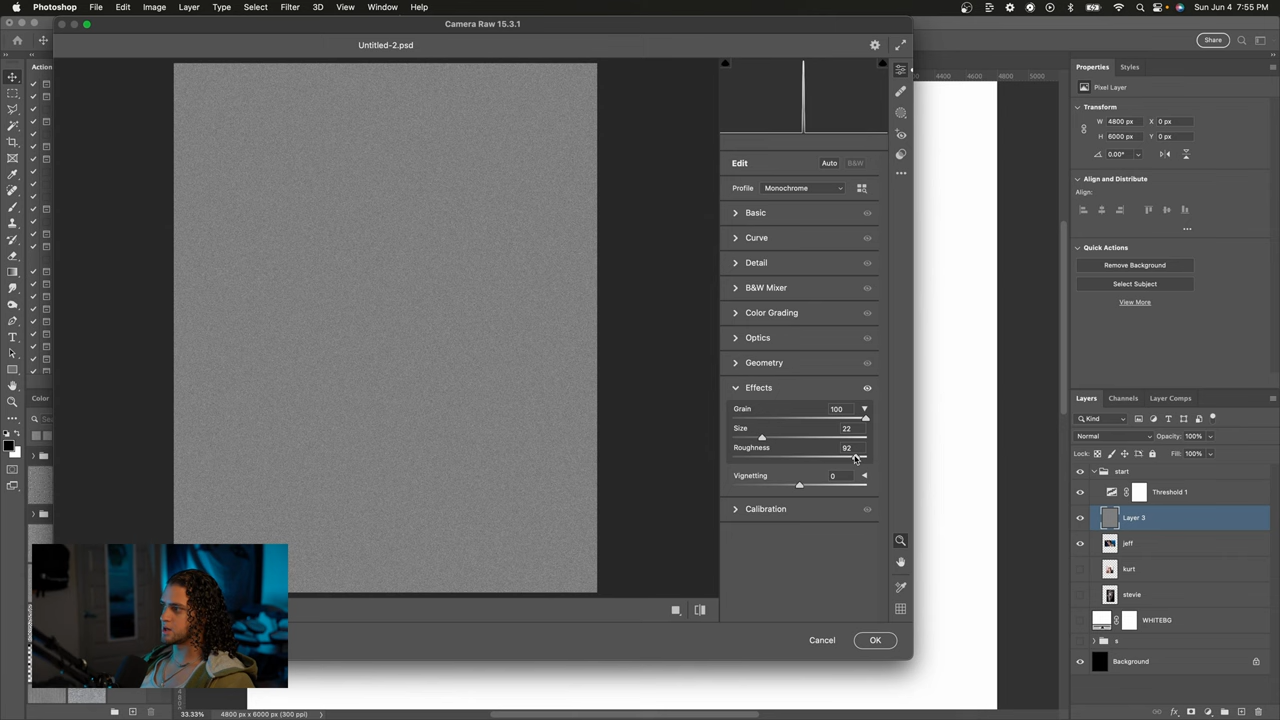 Photoshop File Edit Image Layer Type Select Filter 3D View Window Help
Sun Jun 4 7:55 PM
Camera Raw 15.3.1
Untitled-2.psd
Share
4400 4600 4800 5000
Actio
Color
Edit Auto B&W
Profile Monochrome
Basic
Curve
Detail
B&W Mixer
Color Grading
Optics
Geometry
Effects
Grain 100
Size 22
Roughness 92
Vignetting 0
Calibration
Cancel OK
33.33% 4800 px x 6000 px (300 ppi)
Properties Styles
Pixel Layer
Transform
W 4800 px X 0 px
H 6000 px Y 0 px
0.00°
Align and Distribute
Align:
Quick Actions
Remove Background
Select Subject
View More
Layers Channels Layer Comps
Kind
Normal Opacity: 100%
Lock: Fill: 100%
start
Threshold 1
Layer 3
jeff
kurt
stevie
WHITEBG
s
Background